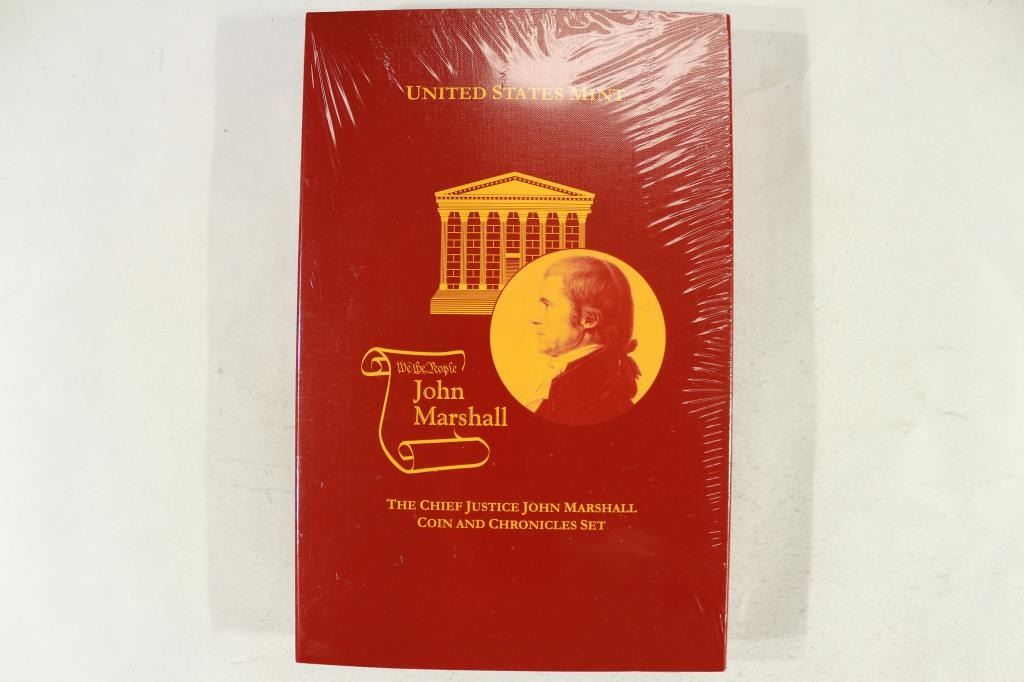 UNITED STATES MINT
We the People
John
Marshall
THE CHIEF JUSTICE JOHN MARSHALL
COIN AND CHRONICLES SET